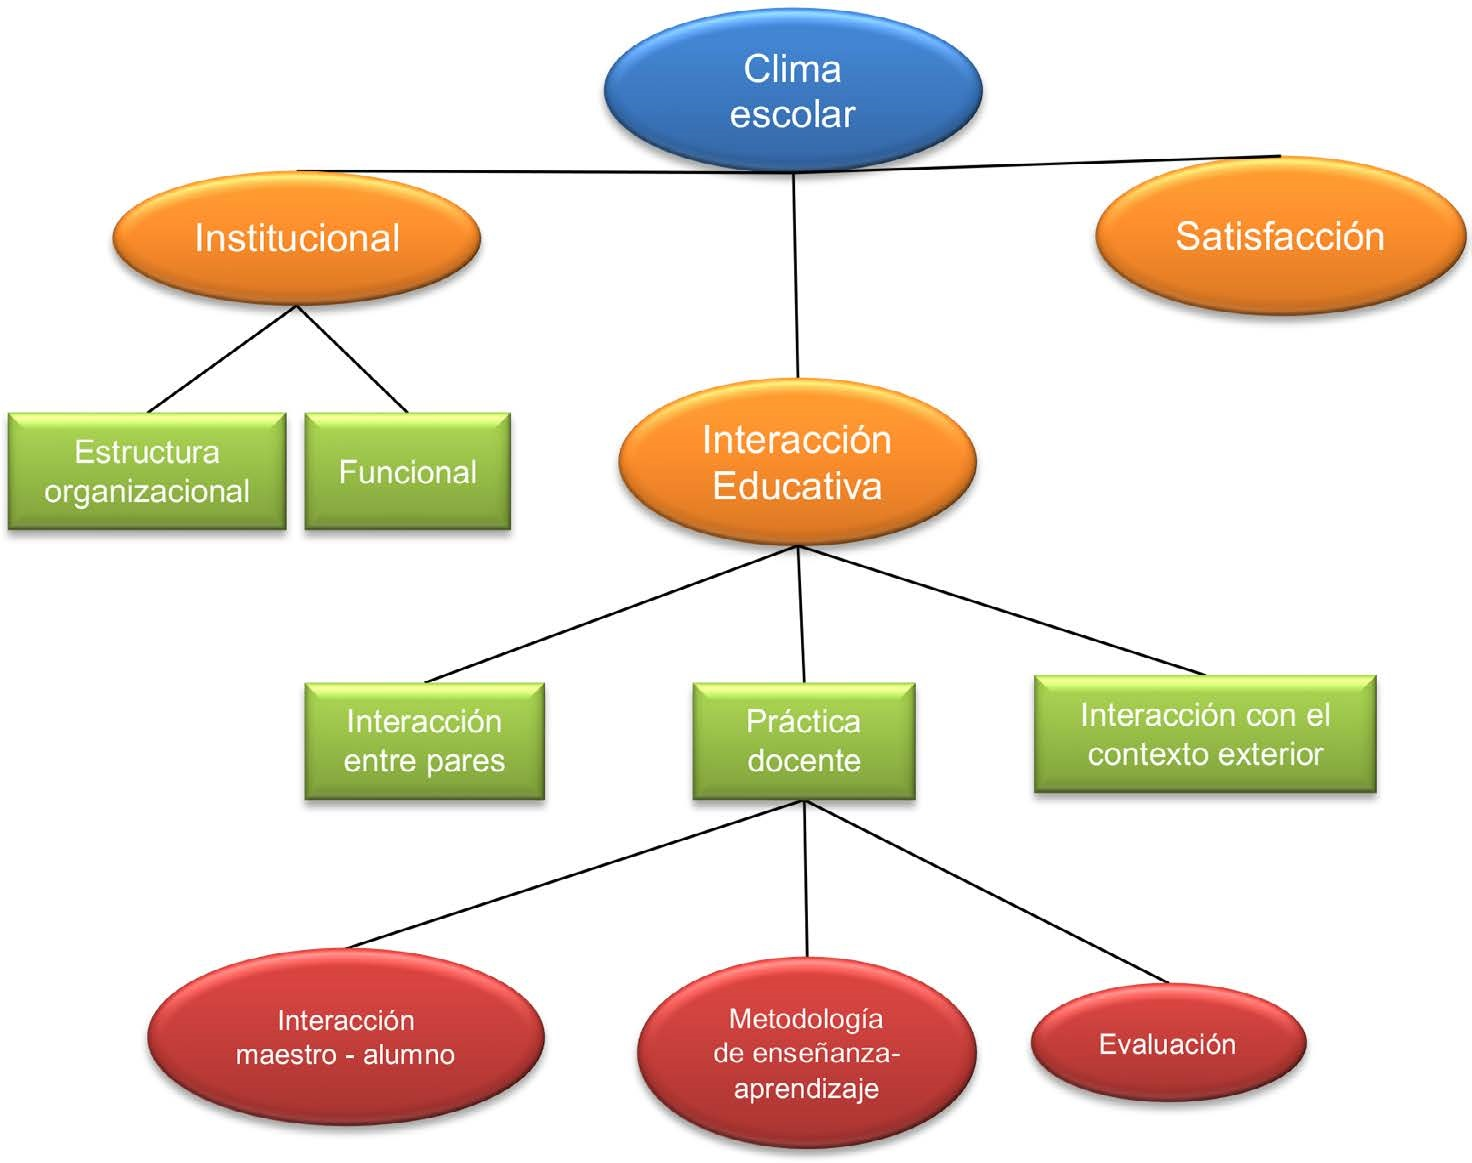 Clima
escolar
Institucional
Satisfacción
Estructura
organizacional
Funcional
Interacción
Educativa
Interacción
entre pares
Práctica
docente
Interacción con el
contexto exterior
Interacción
maestro - alumno
Metodología
de enseñanza-
aprendizaje
Evaluación